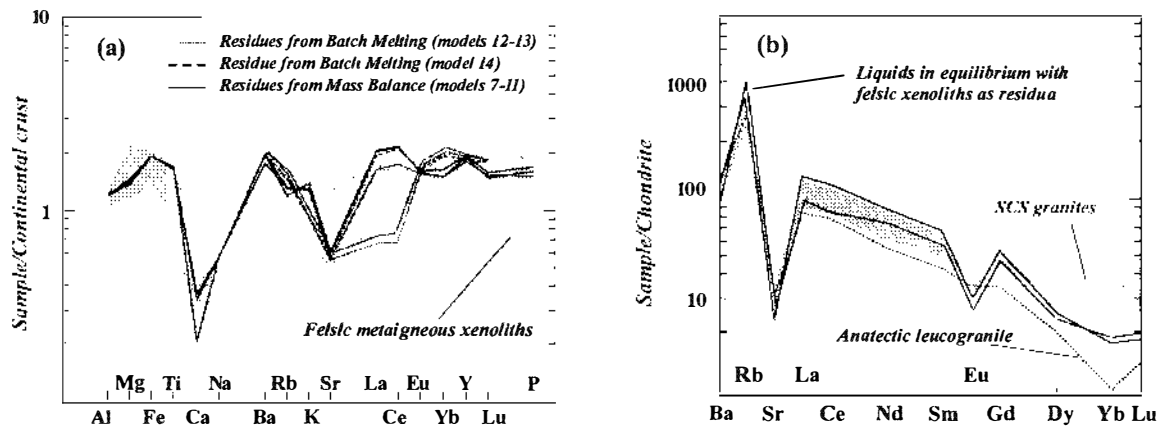 10
(a)
Residues from Batch Melting (models 12-13)
Residue from Batch Melting (model 14)
Residues from Mass Balance (models 7-11)
Sample/Continental crust
1
Felsic metaigneous xenoliths
Mg Ti Na Rb Sr La Eu Y P
Al Fe Ca Ba K Ce Yb Lu
(b)
Liquids in equilibrium with
felsic xenoliths as residua
1000
Sample/Chondrite
100
granites
10
Anatectic leucogranite
Rb La Eu
Ba Sr Ce Nd Sm Gd Dy Yb Lu